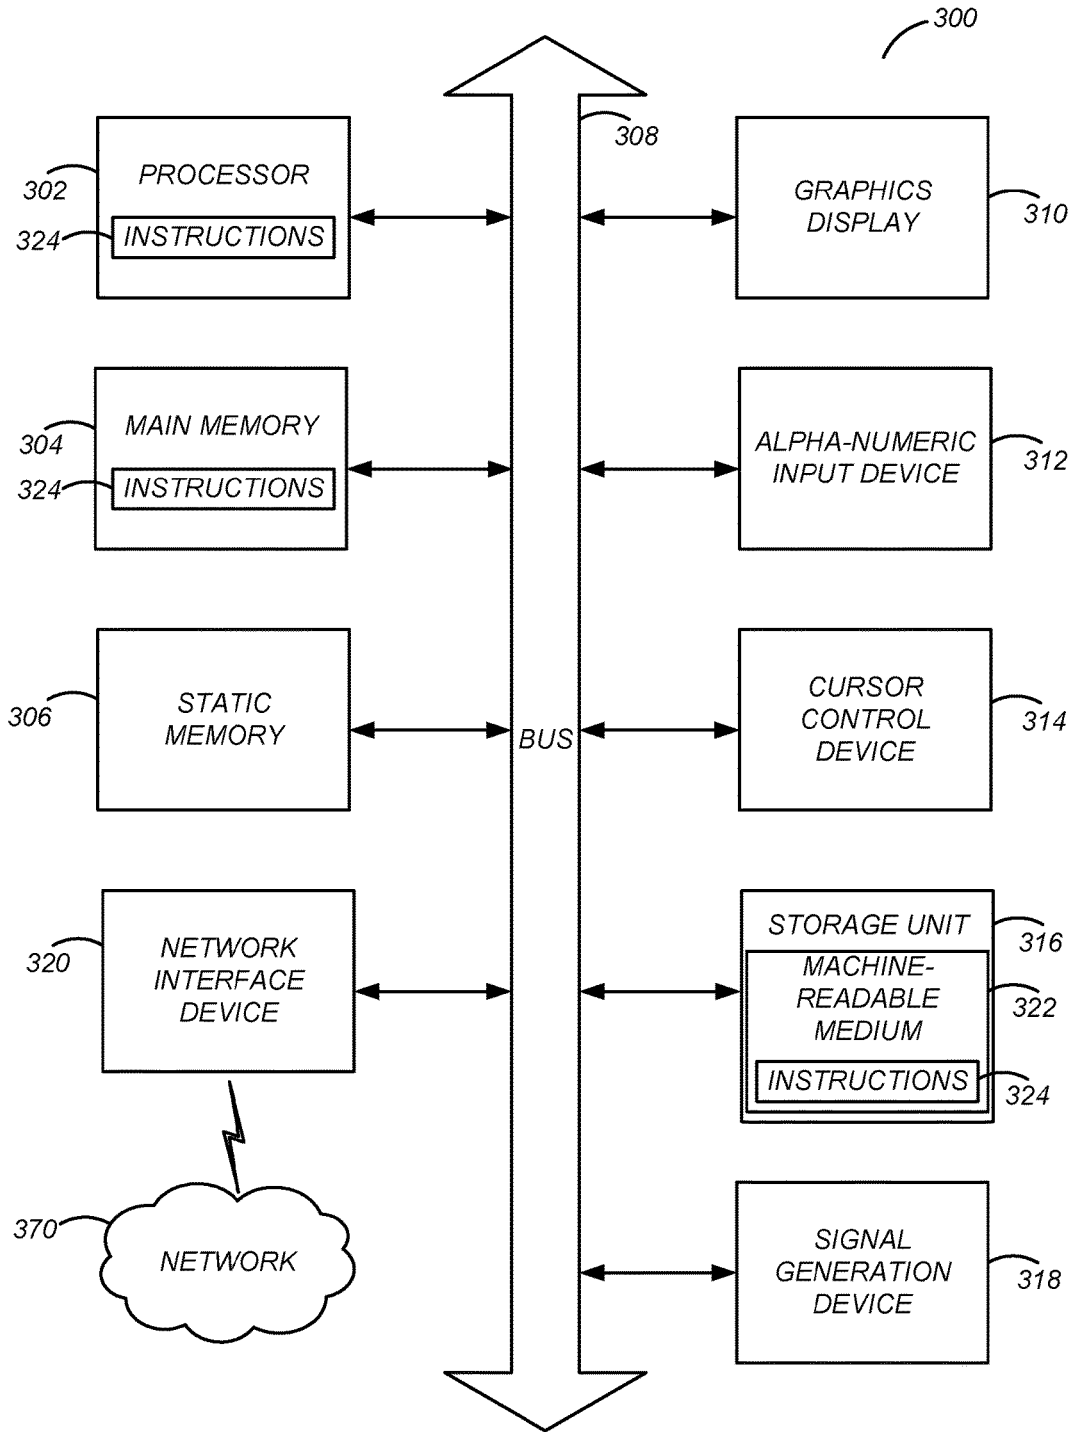 300
308
302
PROCESSOR
324
INSTRUCTIONS
GRAPHICS
DISPLAY
310
304
MAIN MEMORY
324
INSTRUCTIONS
ALPHA-NUMERIC
INPUT DEVICE
312
306
STATIC
MEMORY
BUS
CURSOR
CONTROL
DEVICE
314
320
NETWORK
INTERFACE
DEVICE
STORAGE UNIT
316
MACHINE-
READABLE
MEDIUM
322
INSTRUCTIONS
324
370
NETWORK
SIGNAL
GENERATION
DEVICE
318